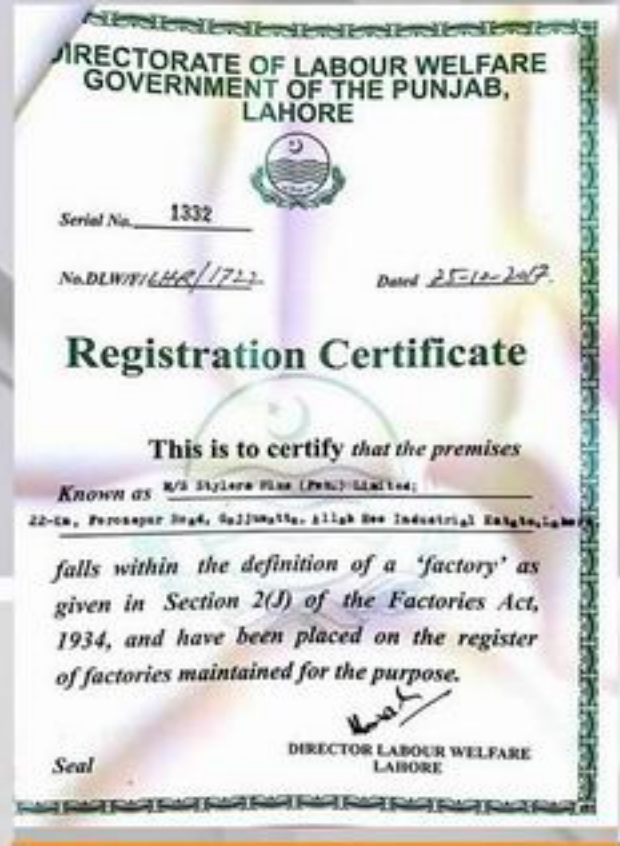 DIRECTORATE OF LABOUR WELFARE
GOVERNMENT OF THE PUNJAB,
LAHORE
Serial No. 1332
No.DLW/F/LHR/1722 Dated 25-10-2017.
Registration Certificate
This is to certify that the premises
Known as M/S (Pvt) Limited;
22-Km, Ferozepur Road, Gajjumatta, Industrial Estate, Lahore
falls within the definition of a 'factory' as
given in Section 2(J) of the Factories Act,
1934, and have been placed on the register
of factories maintained for the purpose.
DIRECTOR LABOUR WELFARE
Seal LAHORE